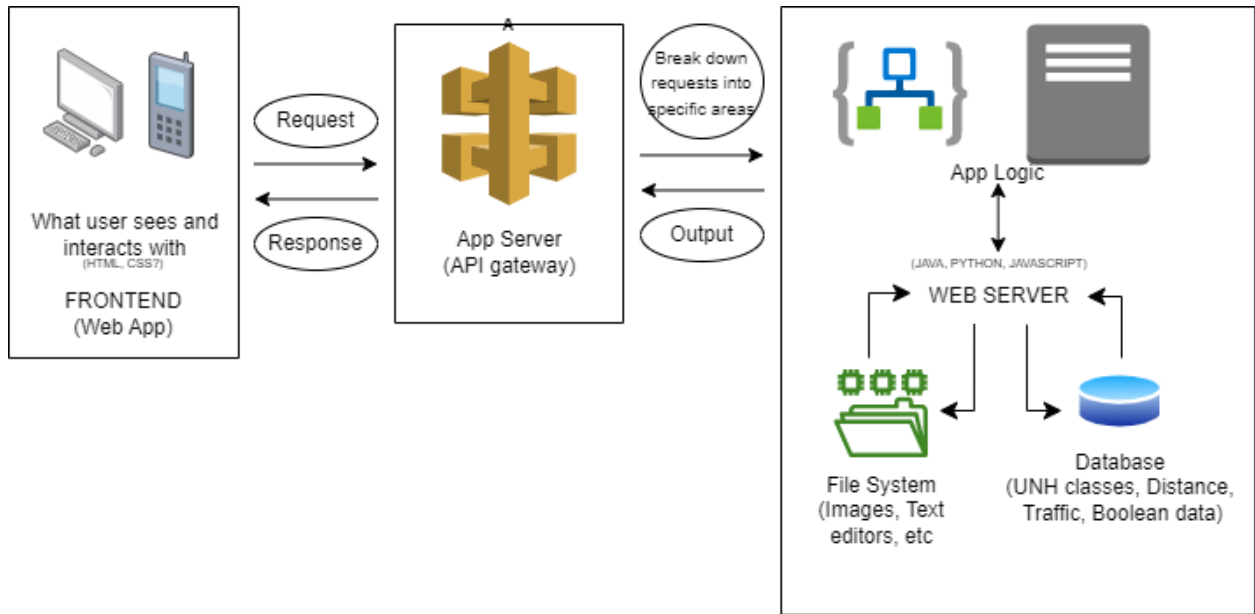 What user sees and
interacts with
(HTML, CSS?)
FRONTEND
(Web App)
Request
Response
A
App Server
(API gateway)
Break down
requests into
specific areas
Output
App Logic
(JAVA, PYTHON, JAVASCRIPT)
WEB SERVER
File System
(Images, Text
editors, etc
Database
(UNH classes, Distance,
Traffic, Boolean data)